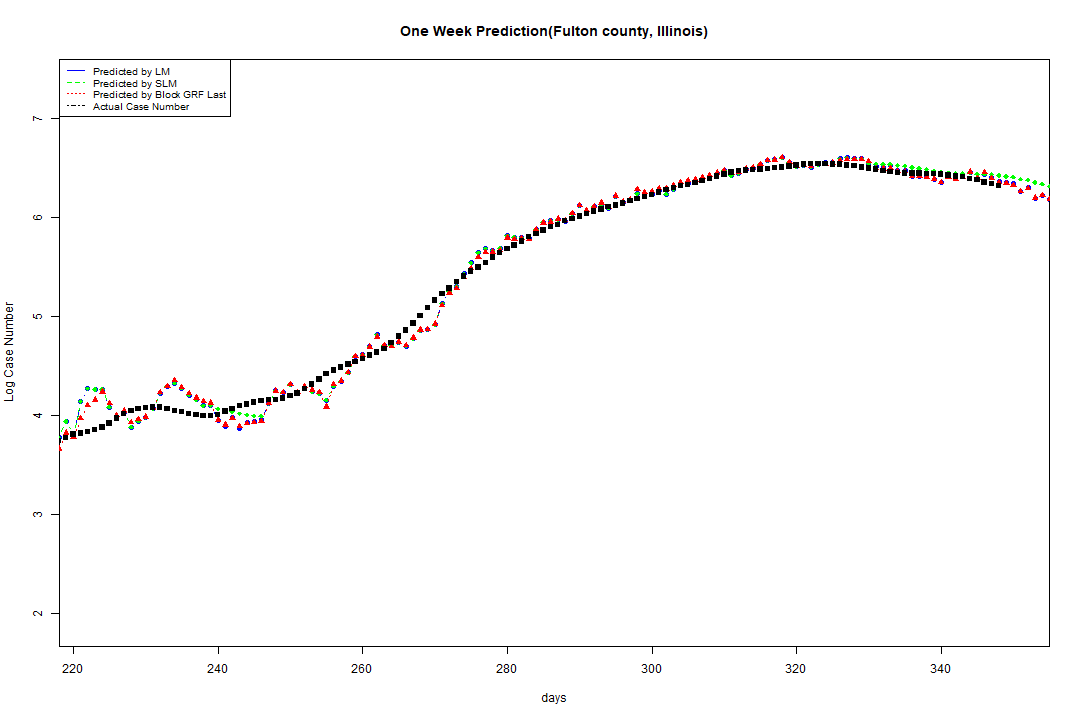 One Week Prediction(Fulton county, Illinois)
Predicted by LM
Predicted by SLM
Predicted by Block GRF Last
Actual Case Number
7
6
5
4
3
2
Log Case Number
220 240 260 280 300 320 340
days